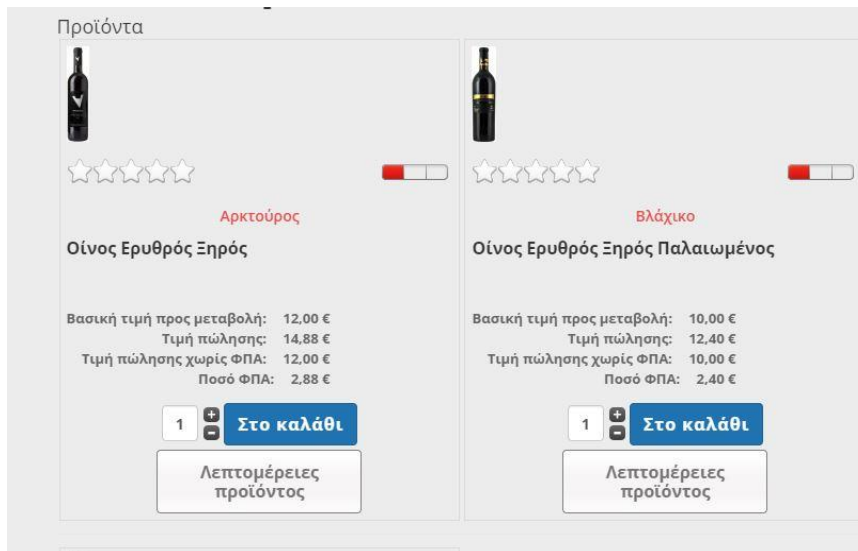 Προϊόντα
Αρκτούρος
Οίνος Ερυθρός Ξηρός
Βασική τιμή προς μεταβολή: 12,00 €
Τιμή πώλησης: 14,88 €
Τιμή πώλησης χωρίς ΦΠΑ: 12,00 €
Ποσό ΦΠΑ: 2,88 €
1
Στο καλάθι
Λεπτομέρειες
προϊόντος
Βλάχικο
Οίνος Ερυθρός Ξηρός Παλαιωμένος
Βασική τιμή προς μεταβολή: 10,00 €
Τιμή πώλησης: 12,40 €
Τιμή πώλησης χωρίς ΦΠΑ: 10,00 €
Ποσό ΦΠΑ: 2,40 €
1
Στο καλάθι
Λεπτομέρειες
προϊόντος